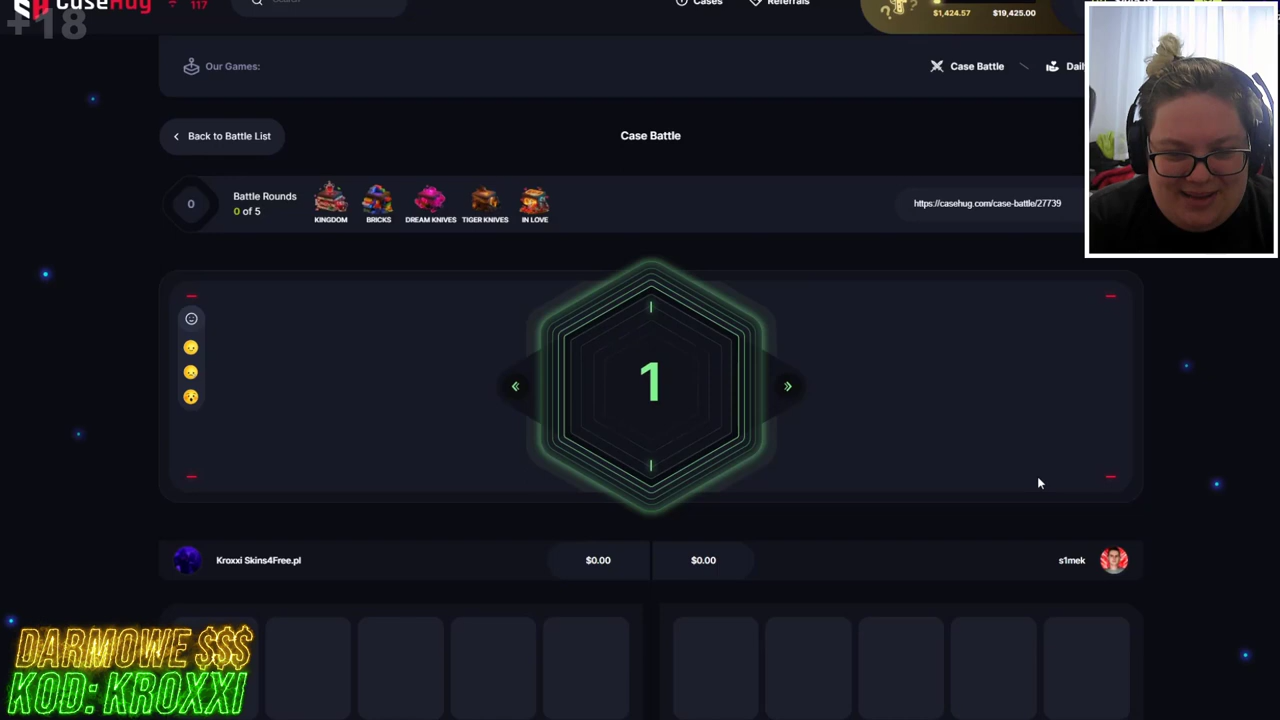 CaseHug
117
Search
Cases
Referrals
$1,424.57
$19,425.00
+18
Our Games:
Case Battle
Back to Battle List
Case Battle
0
Battle Rounds
0 of 5
KINGDOM
BRICKS
DREAM KNIVES
TIGER KNIVES
IN LOVE
https://casehug.com/case-battle/27739
1
Kroxxi Skins4Free.pl
$0.00
$0.00
s1mek
DARMOWE $$$
KOD: KROXXI